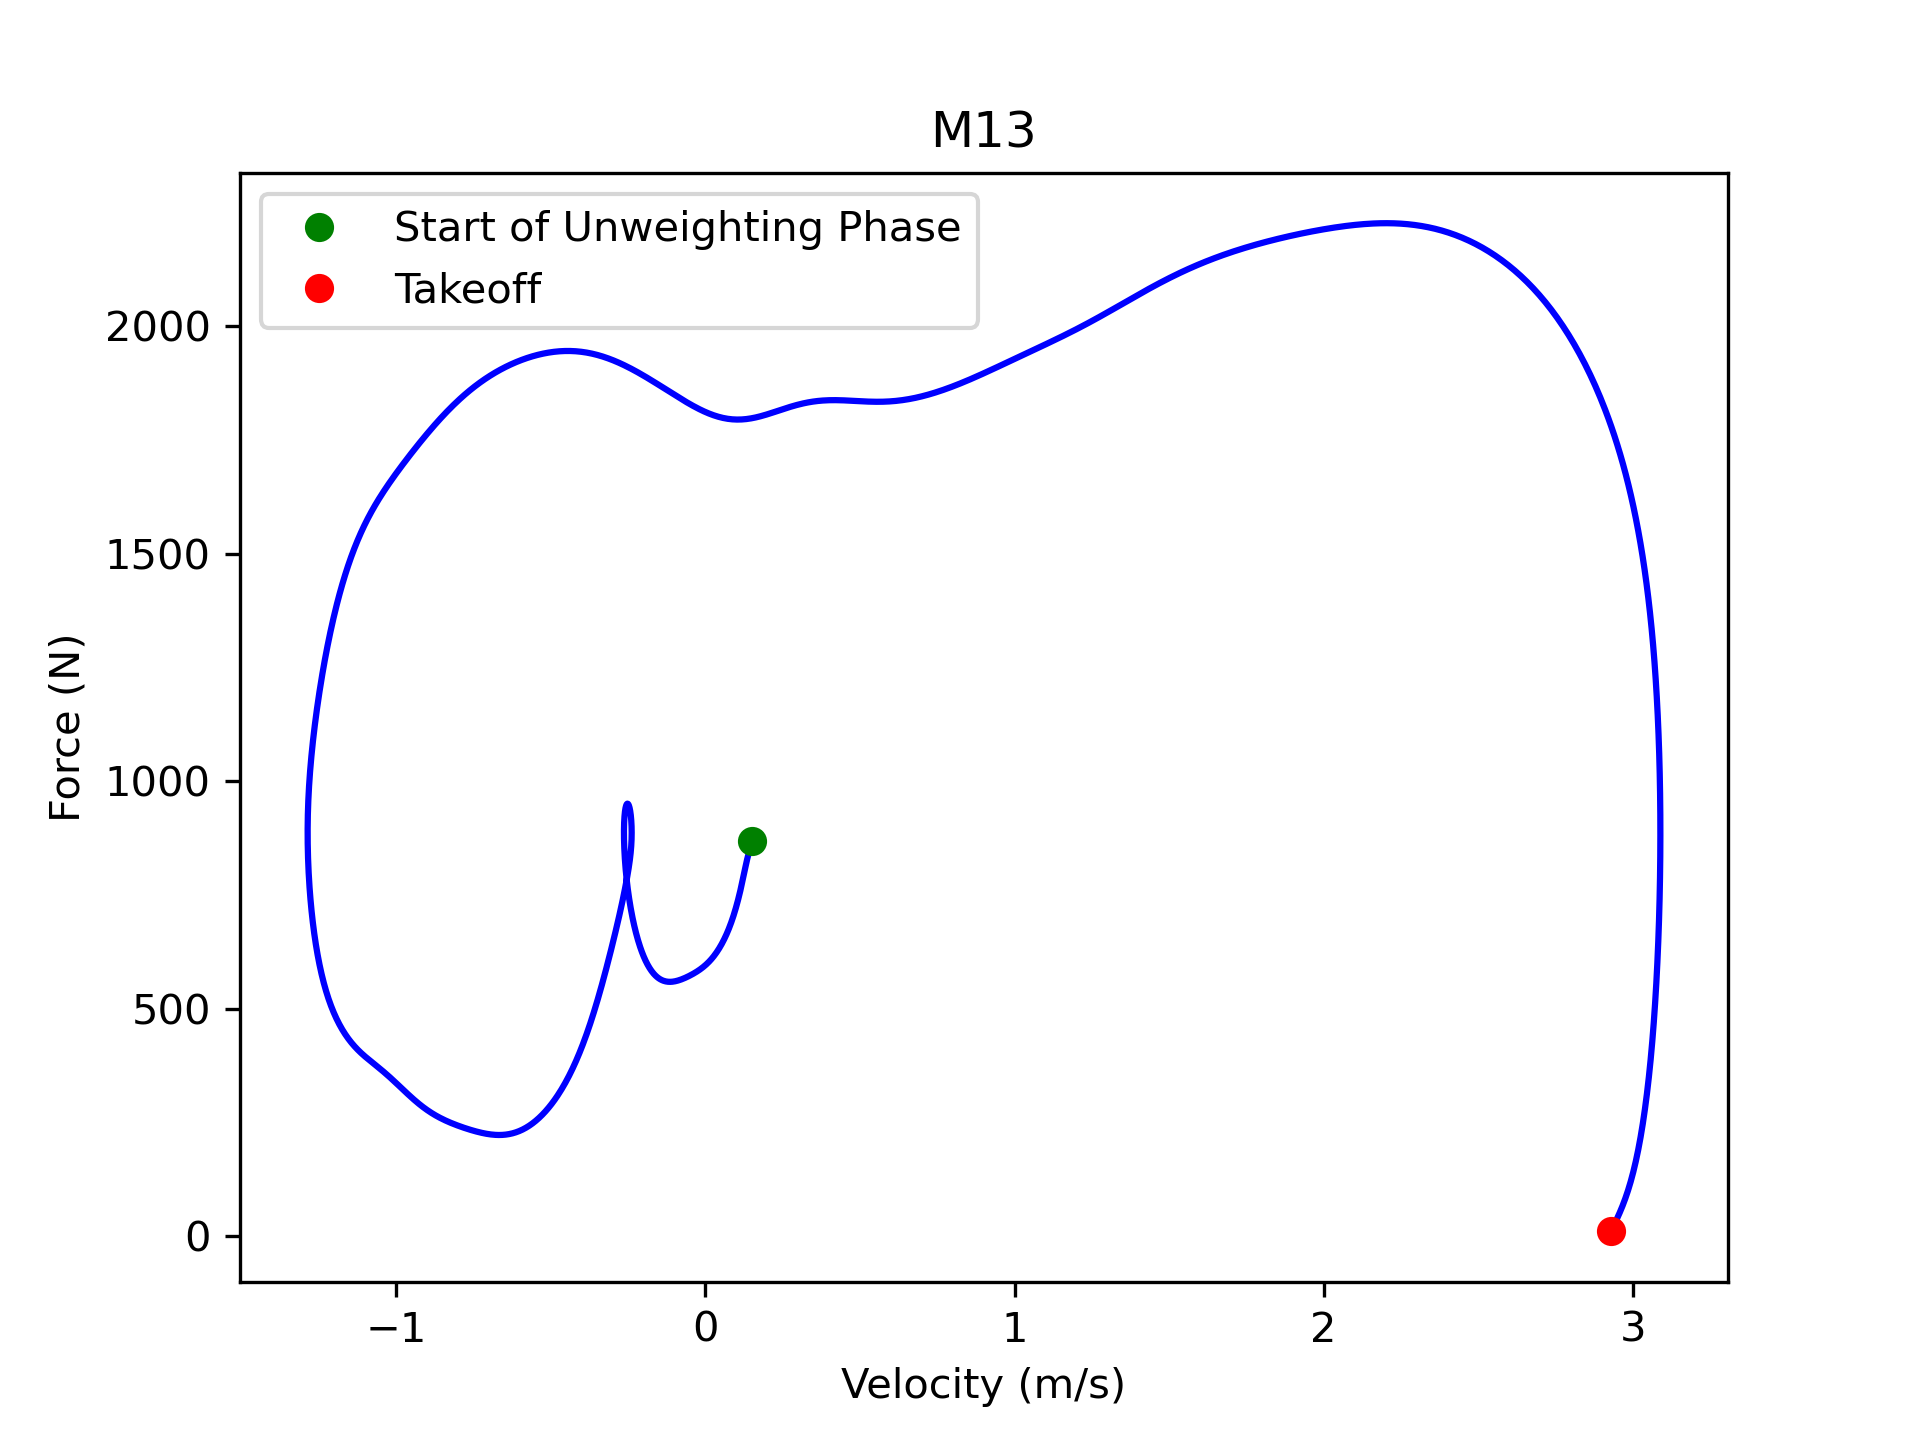 M13
Start of Unweighting Phase
Takeoff
Force (N)
2000
1500
1000
500
0
−1
0
1
2
3
Velocity (m/s)